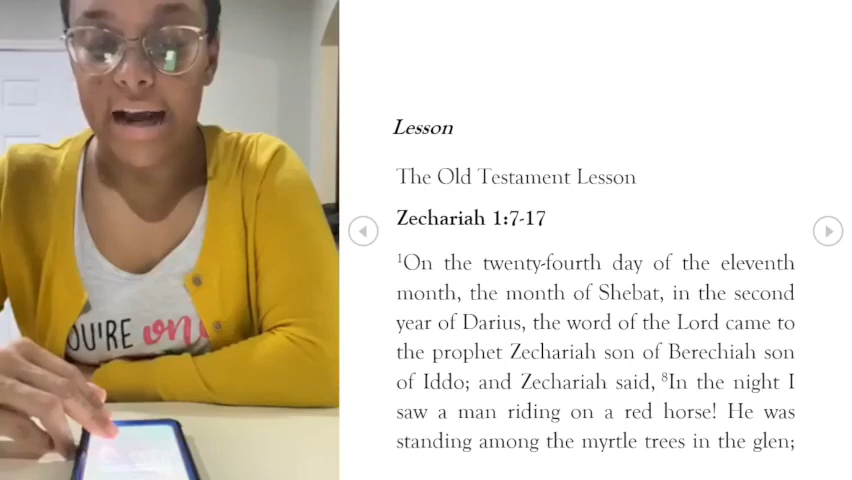 Lesson
The Old Testament Lesson
Zechariah 1:7-17
¹On the twenty-fourth day of the eleventh
month, the month of Shebat, in the second
year of Darius, the word of the Lord came to
the prophet Zechariah son of Berechiah son
of Iddo; and Zechariah said, ⁸In the night I
saw a man riding on a red horse! He was
standing among the myrtle trees in the glen;
OU'RE